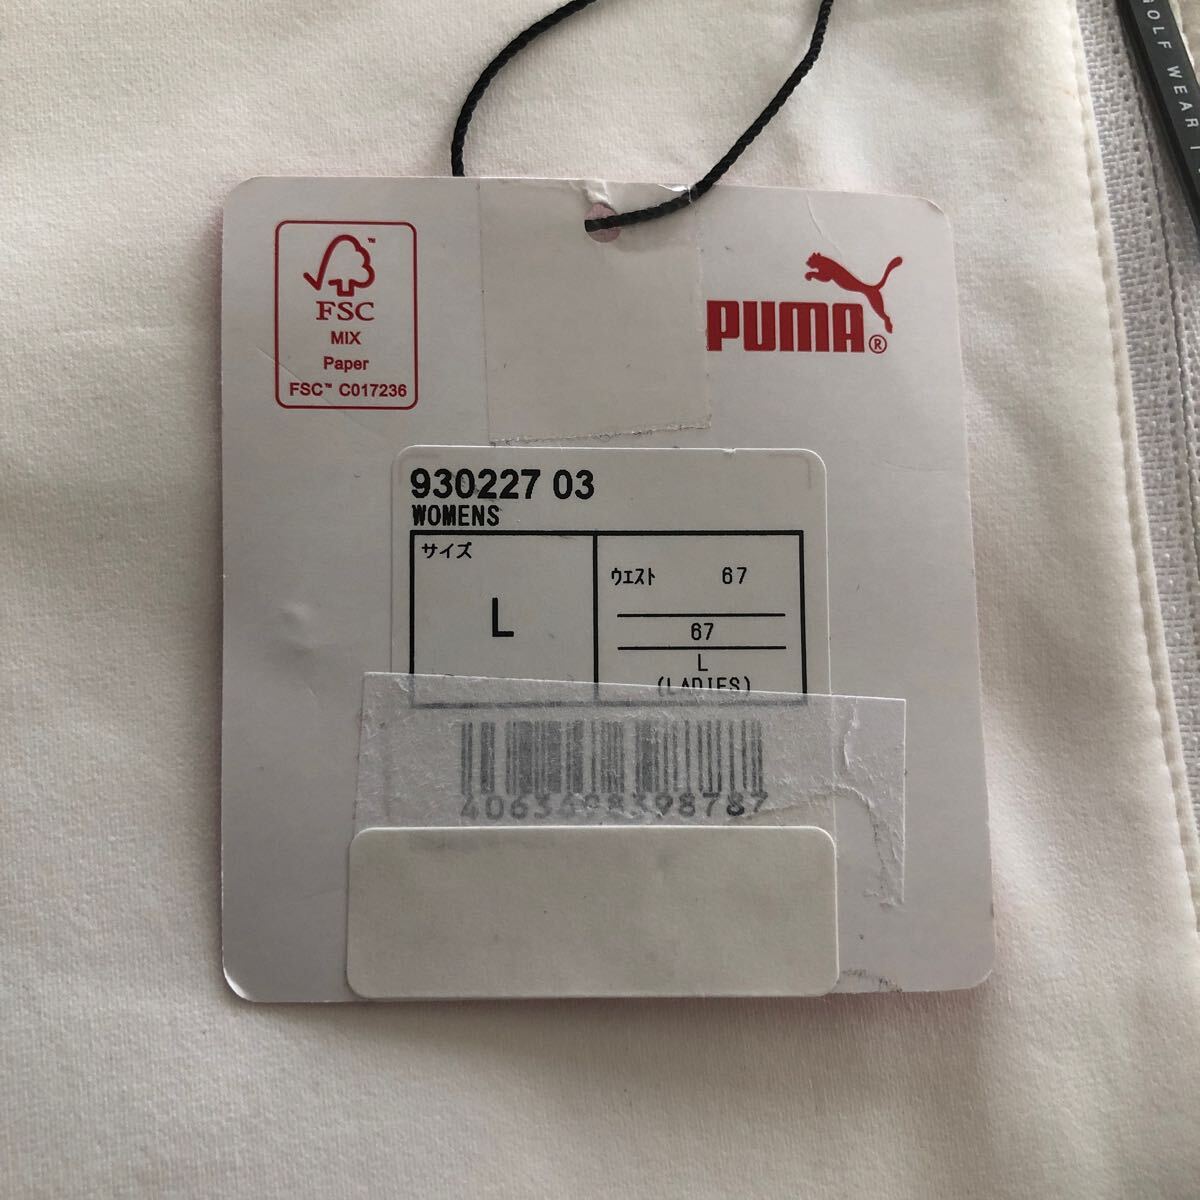 GOLF WEAR
FSC
MIX
Paper
FSC™ C017236
PUMA®
930227 03
WOMENS
サイズ
L
ウエスト 67
67
L
(LADIES)
4063498398787